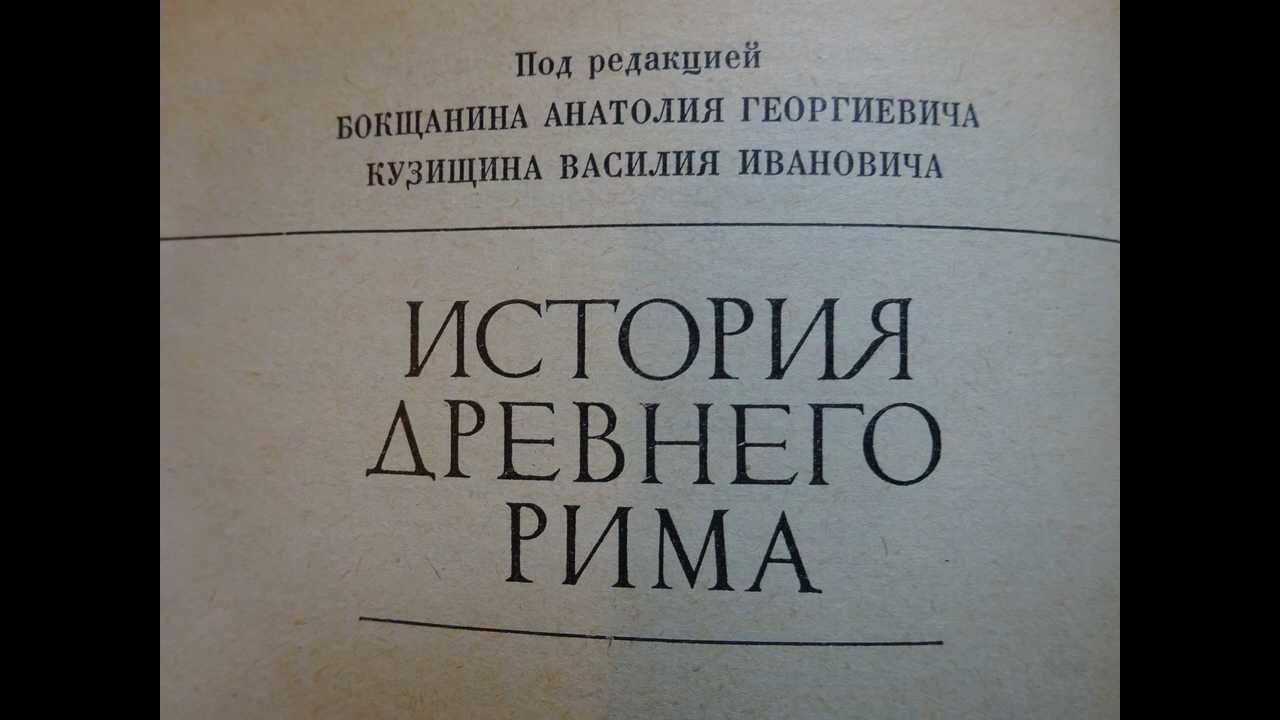 Под редакцией
БОКЩАНИНА АНАТОЛИЯ ГЕОРГИЕВИЧА
КУЗИЩИНА ВАСИЛИЯ ИВАНОВИЧА
ИСТОРИЯ
ДРЕВНЕГО
РИМА